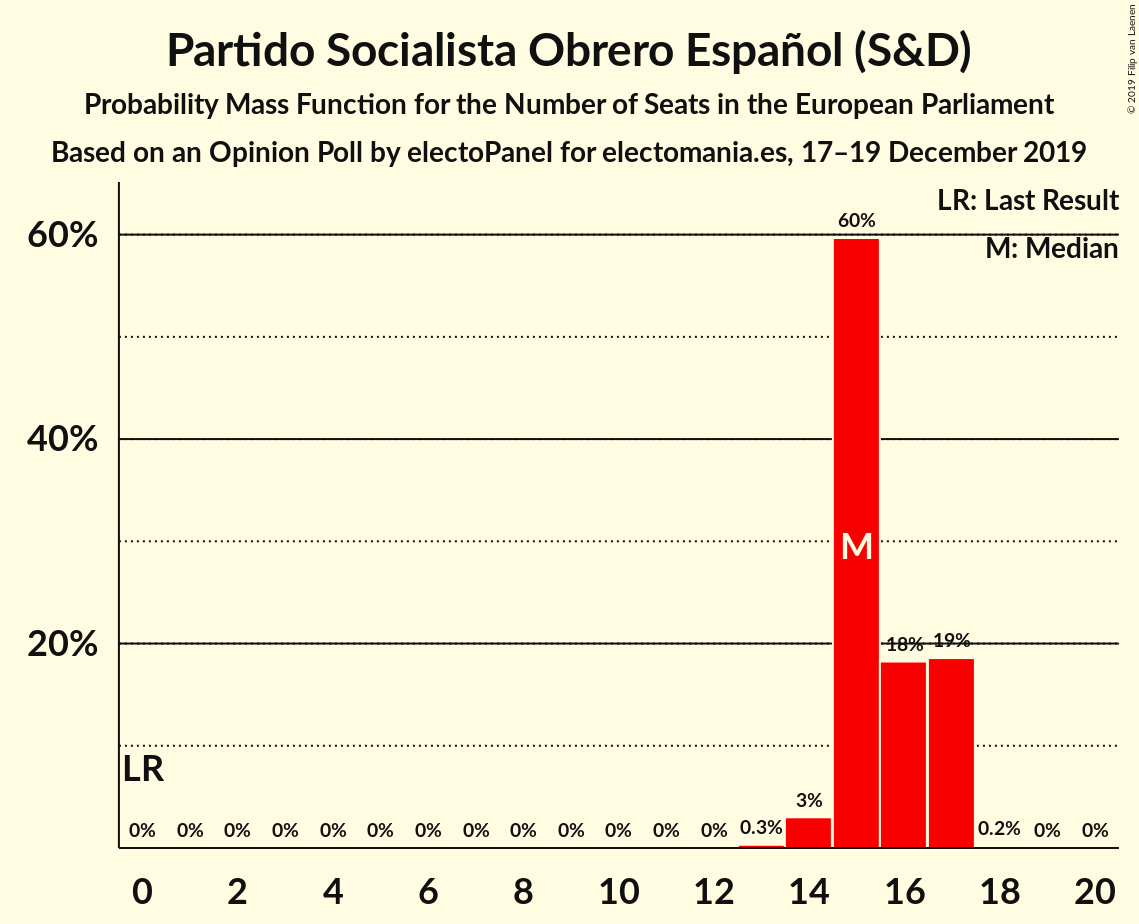 Partido Socialista Obrero Español (S&D)
Probability Mass Function for the Number of Seats in the European Parliament
Based on an Opinion Poll by electoPanel for electomania.es, 17–19 December 2019
© 2019 Filip van Laenen
LR: Last Result
M: Median
60%
40%
20%
60%
M
18% 19%
LR
3%
0% 0% 0% 0% 0% 0% 0% 0% 0% 0% 0% 0% 0% 0.3% 0.2% 0% 0%
0 2 4 6 8 10 12 14 16 18 20